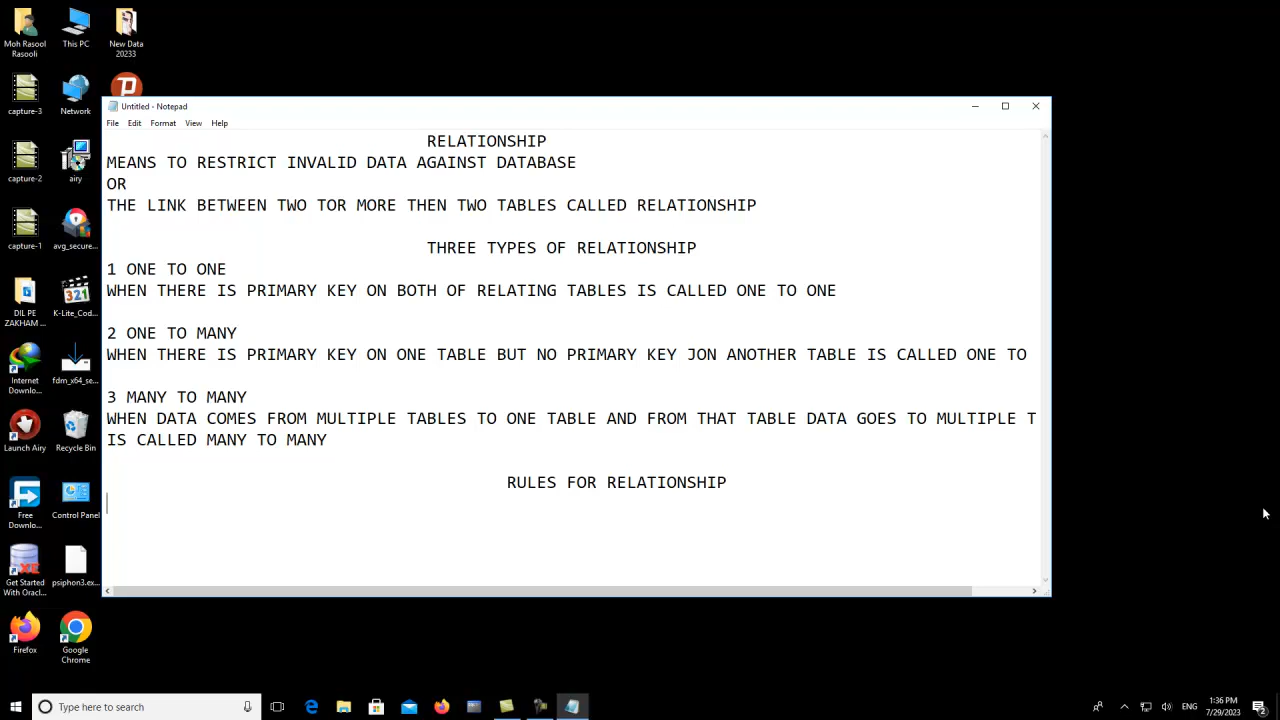 Moh Rasool Rasooli
This PC
New Data 20233
capture-3
Network
capture-2
airy
capture-1
avg_secure...
DIL PE ZAKHAM ...
K-Lite_Cod...
Internet Downlo...
fdm_x64_se...
Launch Airy
Recycle Bin
Free Downlo...
Control Panel
Get Started With Oracl...
psiphon3.ex...
Firefox
Google Chrome
Untitled - Notepad
File Edit Format View Help
RELATIONSHIP
MEANS TO RESTRICT INVALID DATA AGAINST DATABASE
OR
THE LINK BETWEEN TWO TOR MORE THEN TWO TABLES CALLED RELATIONSHIP
THREE TYPES OF RELATIONSHIP
1 ONE TO ONE
WHEN THERE IS PRIMARY KEY ON BOTH OF RELATING TABLES IS CALLED ONE TO ONE
2 ONE TO MANY
WHEN THERE IS PRIMARY KEY ON ONE TABLE BUT NO PRIMARY KEY JON ANOTHER TABLE IS CALLED ONE TO
3 MANY TO MANY
WHEN DATA COMES FROM MULTIPLE TABLES TO ONE TABLE AND FROM THAT TABLE DATA GOES TO MULTIPLE T
IS CALLED MANY TO MANY
RULES FOR RELATIONSHIP
Type here to search
ENG
1:36 PM
7/29/2023
2